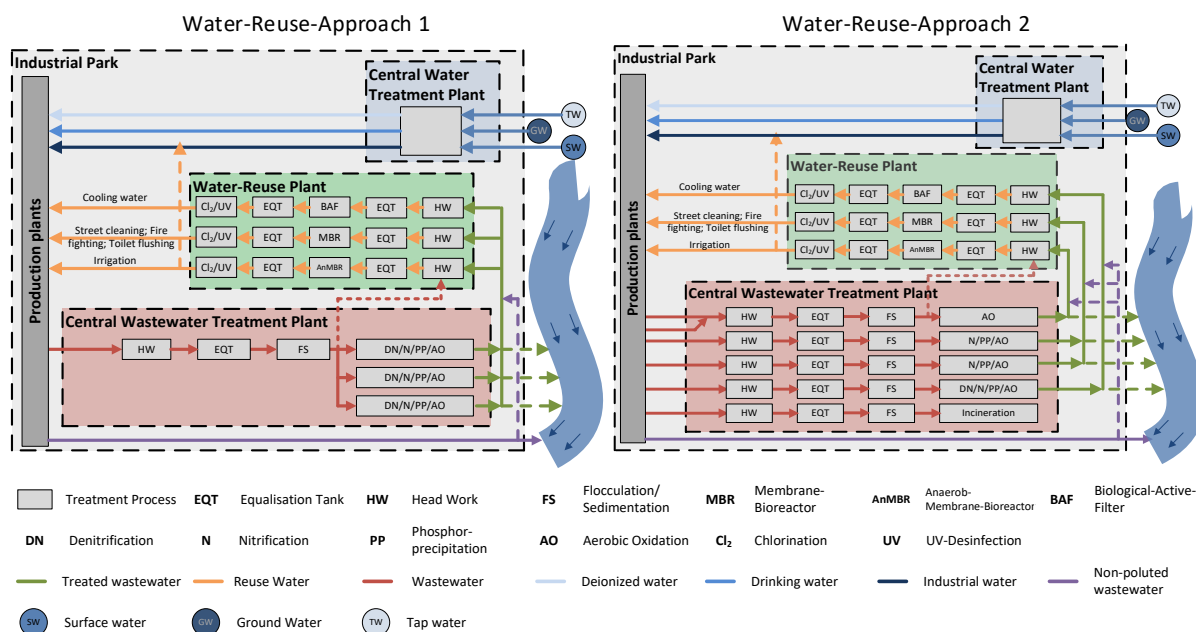 Water-Reuse-Approach 1
Industrial Park
Production plants
Central Water
Treatment Plant
TW
GW
SW
Water-Reuse Plant
Cooling water
Cl₂/UV EQT BAF EQT HW
Street cleaning; Fire
fighting; Toilet flushing
Cl₂/UV EQT MBR EQT HW
Irrigation
Cl₂/UV EQT AnMBR EQT HW
Central Wastewater Treatment Plant
HW EQT FS DN/N/PP/AO
DN/N/PP/AO
DN/N/PP/AO
Water-Reuse-Approach 2
Industrial Park
Production plants
Central Water
Treatment Plant
TW
GW
SW
Water-Reuse Plant
Cooling water
Cl₂/UV EQT BAF EQT HW
Street cleaning; Fire
fighting; Toilet flushing
Cl₂/UV EQT MBR EQT HW
Irrigation
Cl₂/UV EQT AnMBR EQT HW
Central Wastewater Treatment Plant
HW EQT FS AO
HW EQT FS N/PP/AO
HW EQT FS N/PP/AO
HW EQT FS DN/N/PP/AO
HW EQT FS Incineration
Treatment Process
EQT Equalisation Tank
HW Head Work
FS Flocculation/
Sedimentation
MBR Membrane-
Bioreactor
AnMBR Anaerob-
Membrane-Bioreactor
BAF Biological-Active-
Filter
DN Denitrification
N Nitrification
PP Phosphor-
precipitation
AO Aerobic Oxidation
Cl₂ Chlorination
UV UV-Desinfection
Treated wastewater
Reuse Water
Wastewater
Deionized water
Drinking water
Industrial water
Non-poluted
wastewater
SW Surface water
GW Ground Water
TW Tap water